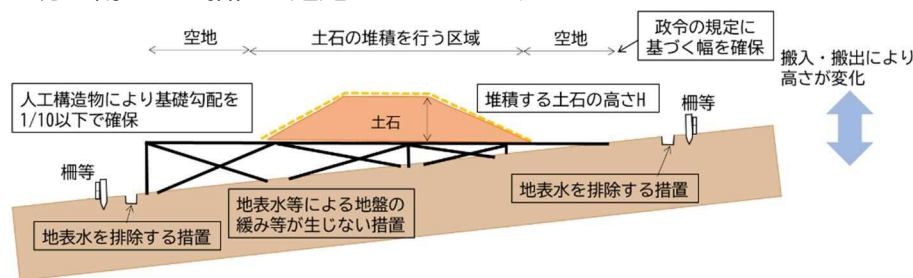 空地
土石の堆積を行う区域
空地
政令の規定に
基づく幅を確保
搬入・搬出により
高さが変化
人工構造物により基礎勾配を
1/10以下で確保
堆積する土石の高さH
土石
柵等
柵等
地表水を排除する措置
地表水等による地盤の
緩み等が生じない措置
地表水を排除する措置